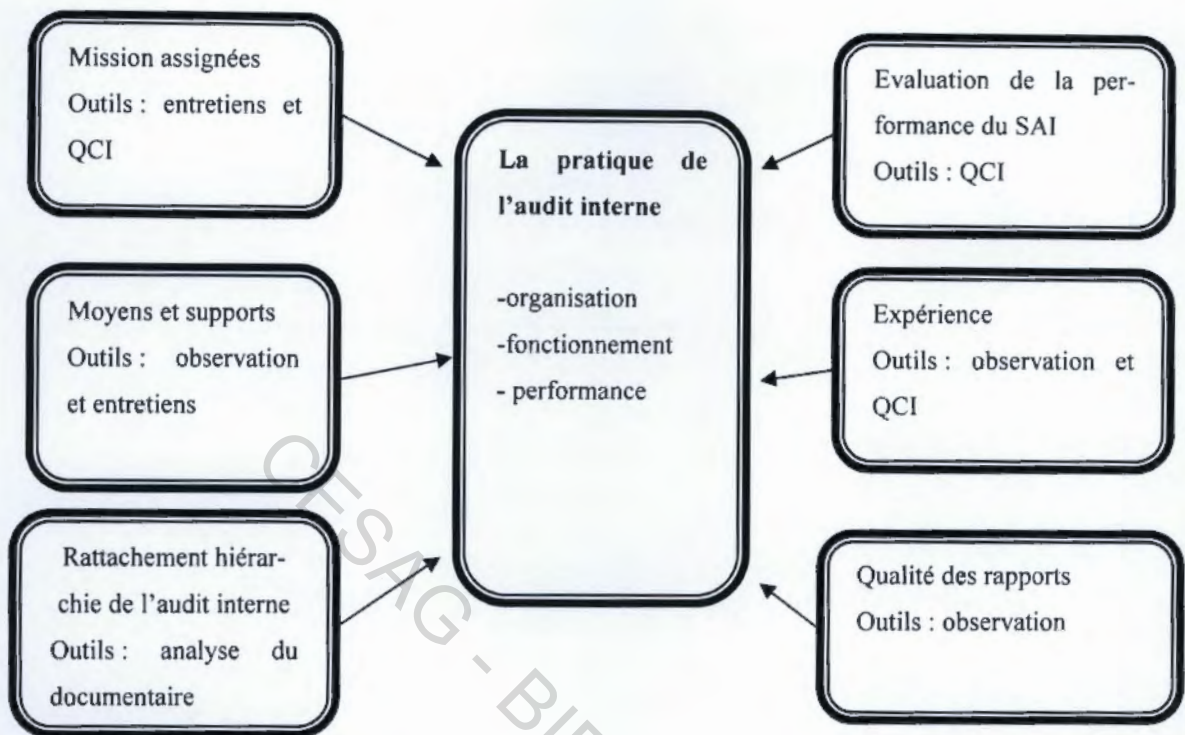 Mission assignées
Outils : entretiens et
QCI
Moyens et supports
Outils : observation
et entretiens
Rattachement hiérar-
chie de l'audit interne
Outils : analyse du
documentaire
La pratique de
l'audit interne
-organisation
-fonctionnement
- performance
Evaluation de la per-
formance du SAI
Outils : QCI
Expérience
Outils : observation et
QCI
Qualité des rapports
Outils : observation
CESAG - BI